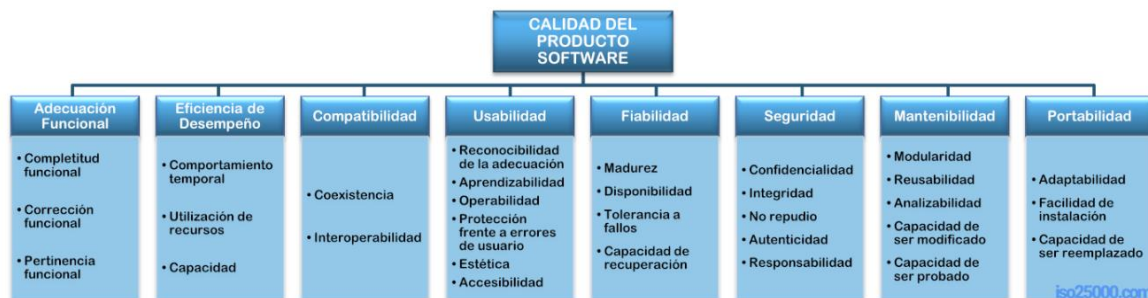 CALIDAD DEL
PRODUCTO
SOFTWARE
Adecuación
Funcional
• Completitud
funcional
• Corrección
funcional
• Pertinencia
funcional
Eficiencia de
Desempeño
• Comportamiento
temporal
• Utilización de
recursos
• Capacidad
Compatibilidad
• Coexistencia
• Interoperabilidad
Usabilidad
• Reconocibilidad
de la adecuación
• Aprendizabilidad
• Operabilidad
• Protección
frente a errores
de usuario
• Estética
• Accesibilidad
Fiabilidad
• Madurez
• Disponibilidad
• Tolerancia a
fallos
• Capacidad de
recuperación
Seguridad
• Confidencialidad
• Integridad
• No repudio
• Autenticidad
• Responsabilidad
Mantenibilidad
• Modularidad
• Reusabilidad
• Analizabilidad
• Capacidad de
ser modificado
• Capacidad de
ser probado
Portabilidad
• Adaptabilidad
• Facilidad de
instalación
• Capacidad de
ser reemplazado
iso25000.com